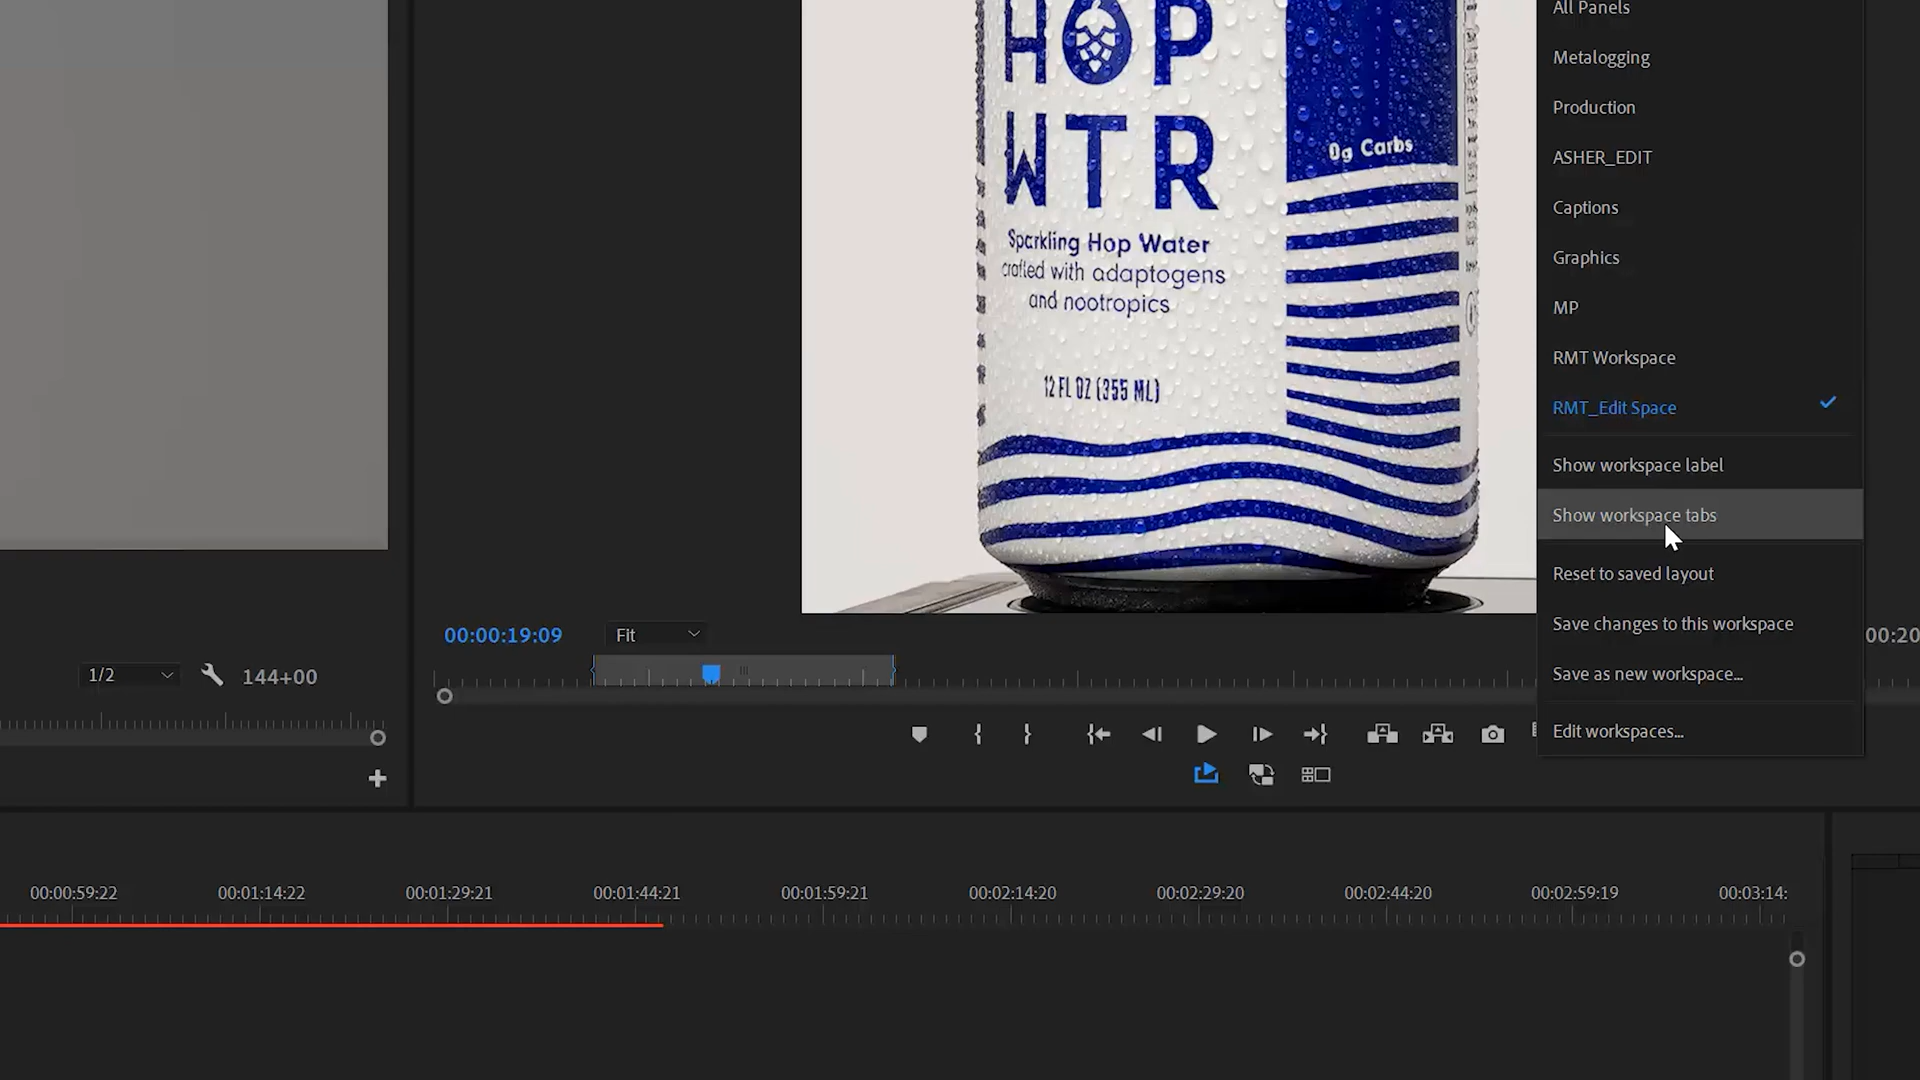 HOP
WTR
0g Carbs
Sparkling Hop Water
crafted with adaptogens
and nootropics
12 FL OZ (355 ML)
All Panels
Metalogging
Production
ASHER_EDIT
Captions
Graphics
MP
RMT Workspace
RMT_Edit Space
Show workspace label
Show workspace tabs
Reset to saved layout
Save changes to this workspace
Save as new workspace...
Edit workspaces...
00:00:19:09
Fit
00:20
1/2
144+00
00:00:59:22
00:01:14:22
00:01:29:21
00:01:44:21
00:01:59:21
00:02:14:20
00:02:29:20
00:02:44:20
00:02:59:19
00:03:14: